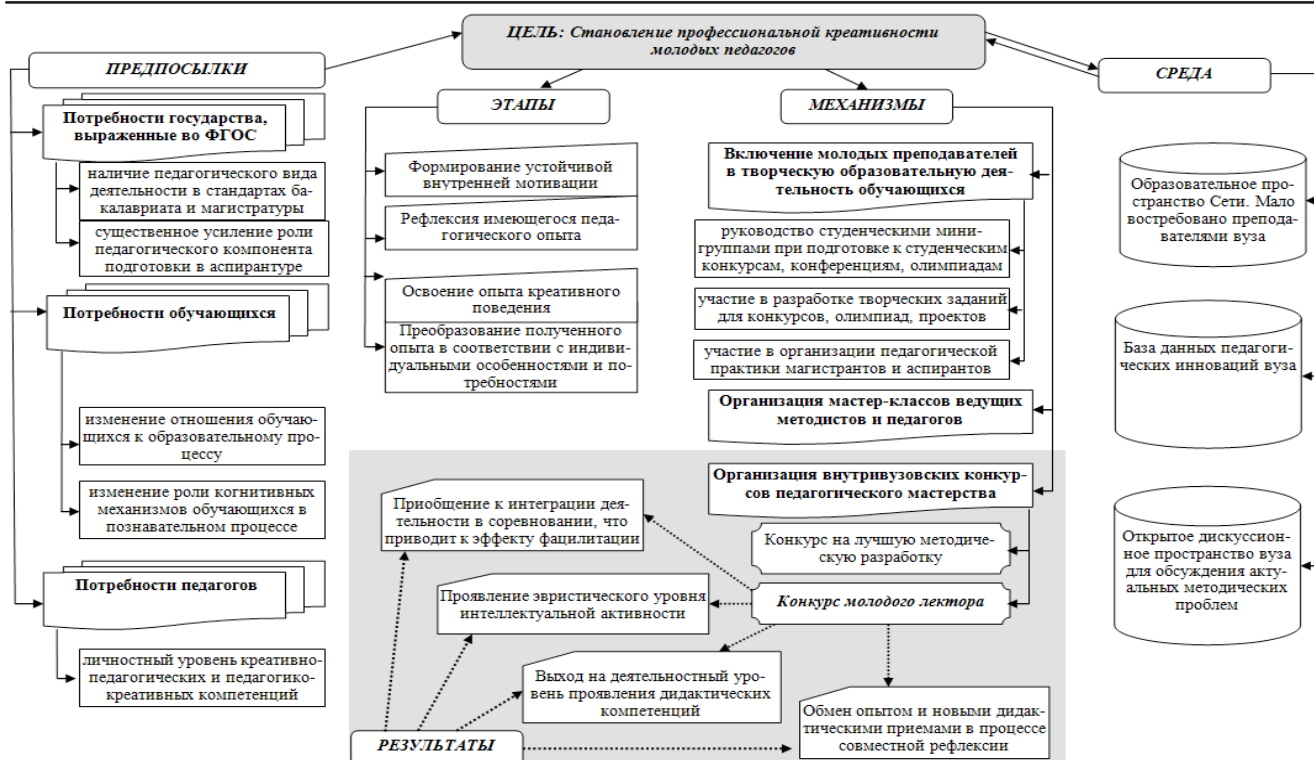 ЦЕЛЬ: Становление профессиональной креативности
молодых педагогов
ПРЕДПОСЫЛКИ
Потребности государства,
выраженные во ФГОС
наличие педагогического вида
деятельности в стандартах ба-
калавриата и магистратуры
существенное усиление роли
педагогического компонента
подготовки в аспирантуре
Потребности обучающихся
изменение отношения обучаю-
щихся к образовательному про-
цессу
изменение роли когнитивных
механизмов обучающихся в
познавательном процессе
Потребности педагогов
личностный уровень креативно-
педагогических и педагогико-
креативных компетенций
ЭТАПЫ
Формирование устойчивой
внутренней мотивации
Рефлексия имеющегося педа-
гогического опыта
Освоение опыта креативного
поведения
Преобразование полученного
опыта в соответствии с индиви-
дуальными особенностями и по-
требностями
МЕХАНИЗМЫ
Включение молодых преподавателей
в творческую образовательную дея-
тельность обучающихся
руководство студенческими мини-
группами при подготовке к студенческим
конкурсам, конференциям, олимпиадам
участие в разработке творческих заданий
для конкурсов, олимпиад, проектов
участие в организации педагогической
практики магистрантов и аспирантов
Организация мастер-классов ведущих
методистов и педагогов
Организация внутривузовских конкур-
сов педагогического мастерства
Конкурс на лучшую методиче-
скую разработку
Конкурс молодого лектора
Приобщение к интеграции дея-
тельности в соревновании, что
приводит к эффекту фацилитации
Проявление эвристического уровня
интеллектуальной активности
Выход на деятельностный уро-
вень проявления дидактических
компетенций
Обмен опытом и новыми дидак-
тическими приемами в процессе
совместной рефлексии
РЕЗУЛЬТАТЫ
СРЕДА
Образовательное про-
странство Сети. Мало
востребовано препода-
вателями вуза
База данных педагоги-
ческих инноваций вуза
Открытое дискуссион-
ное пространство вуза
для обсуждения акту-
альных методических
проблем